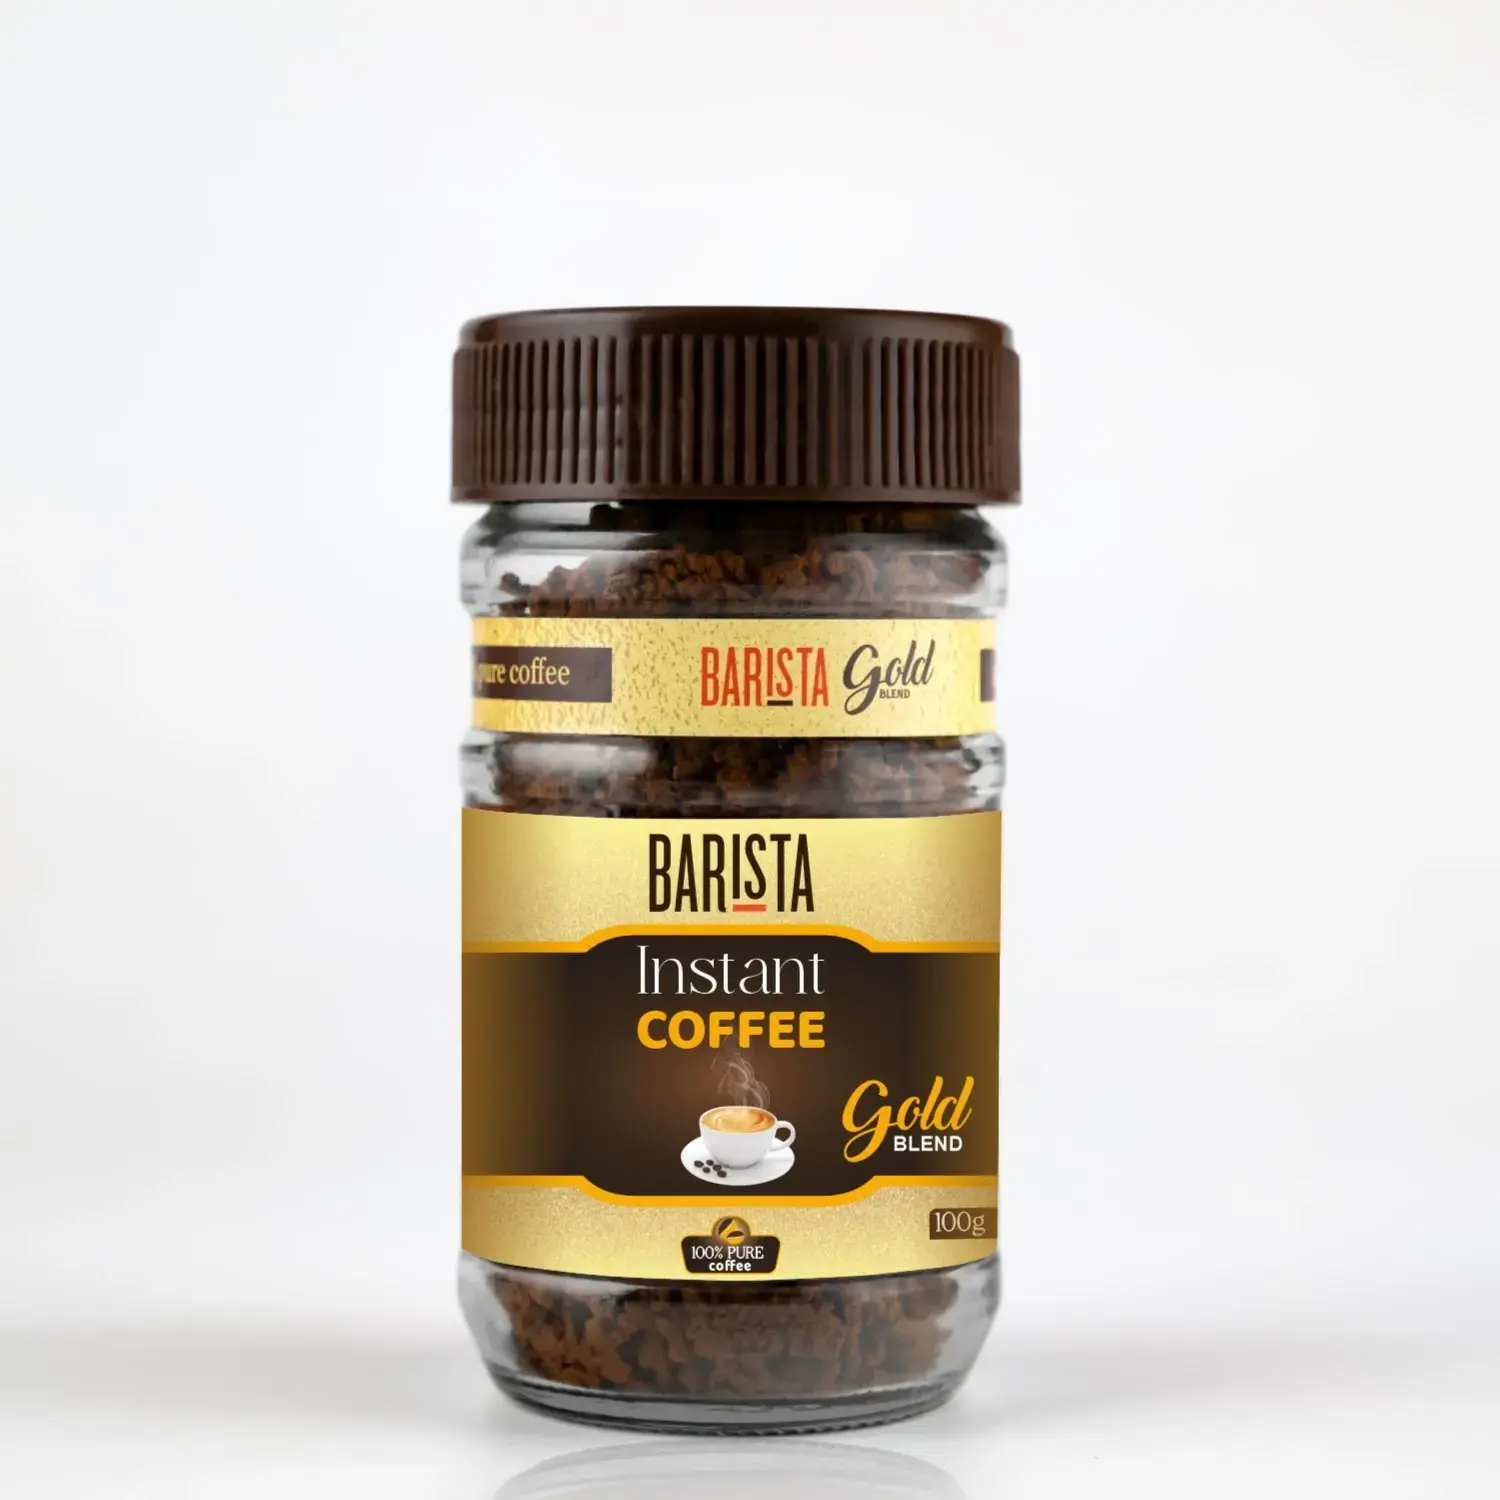 pure coffee
BARISTA Gold
BLEND
BARISTA
Instant
COFFEE
Gold
BLEND
100g
100% PURE
coffee